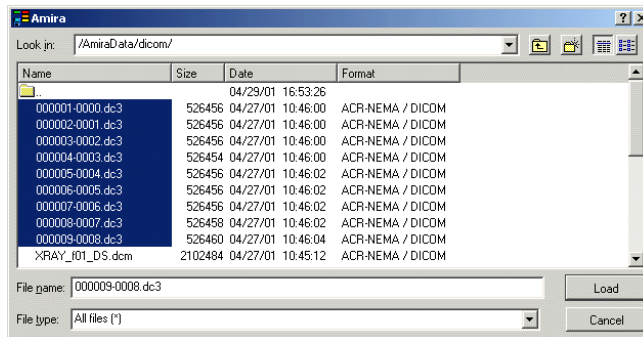 Amira
Look in: /AmiraData/dicom/
Name Size Date Format
.. 04/29/01 16:53:26
000001-0000.dc3 526456 04/27/01 10:46:00 ACR-NEMA / DICOM
000002-0001.dc3 526456 04/27/01 10:46:00 ACR-NEMA / DICOM
000003-0002.dc3 526456 04/27/01 10:46:00 ACR-NEMA / DICOM
000004-0003.dc3 526454 04/27/01 10:46:00 ACR-NEMA / DICOM
000005-0004.dc3 526456 04/27/01 10:46:02 ACR-NEMA / DICOM
000006-0005.dc3 526456 04/27/01 10:46:02 ACR-NEMA / DICOM
000007-0006.dc3 526456 04/27/01 10:46:02 ACR-NEMA / DICOM
000008-0007.dc3 526458 04/27/01 10:46:02 ACR-NEMA / DICOM
000009-0008.dc3 526460 04/27/01 10:46:04 ACR-NEMA / DICOM
XRAY_f01_DS.dcm 2102484 04/27/01 10:45:12 ACR-NEMA / DICOM
File name: 000009-0008.dc3 Load
File type: All files (*) Cancel